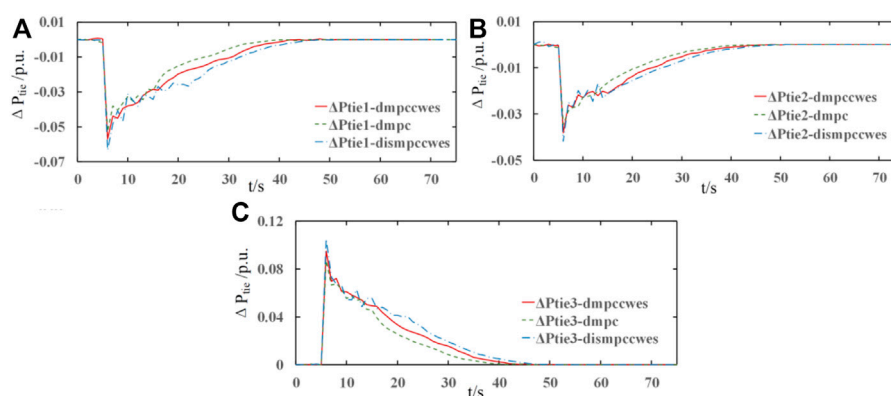 A
0.01
-0.01
-0.03
-0.05
-0.07
Δ Ptie /p.u.
ΔPtie1-dmpccwes
ΔPtie1-dmpc
ΔPtie1-dismpccwes
0 10 20 30 40 50 60 70
t/s
B
0.01
-0.01
-0.03
-0.05
Δ Ptie /p.u.
ΔPtie2-dmpccwes
ΔPtie2-dmpc
ΔPtie2-dismpccwes
0 10 20 30 40 50 60 70
t/s
C
0.12
0.08
0.04
0
Δ Ptie /p.u.
ΔPtie3-dmpccwes
ΔPtie3-dmpc
ΔPtie3-dismpccwes
0 10 20 30 40 50 60 70
t/s